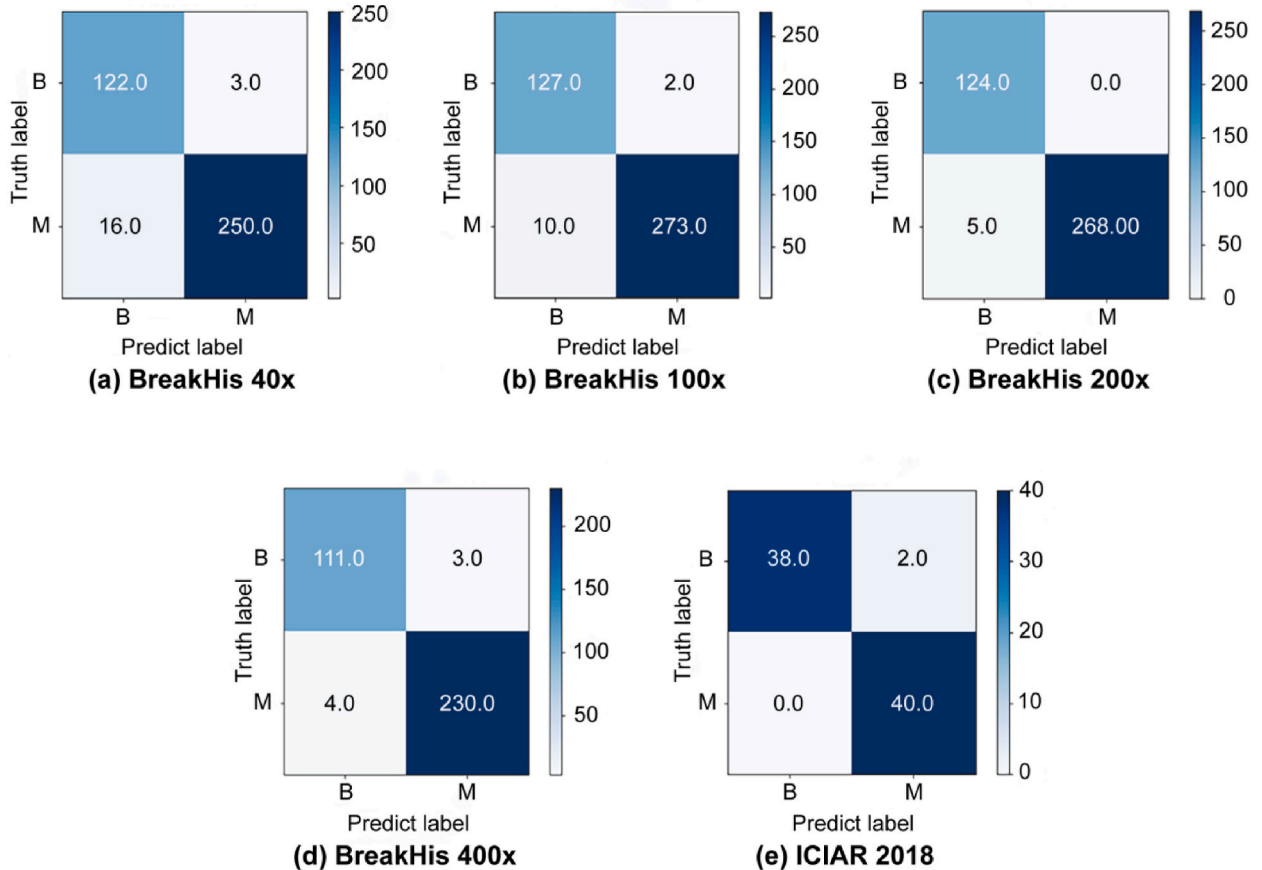 250
B 122.0 3.0 200
150
Truth label
100
M 16.0 250.0
50
B M
Predict label
(a) BreakHis 40x
250
B 127.0 2.0 200
150
Truth label
100
M 10.0 273.0
50
B M
Predict label
(b) BreakHis 100x
250
B 124.0 0.0 200
150
Truth label
100
M 5.0 268.00
50
0
B M
Predict label
(c) BreakHis 200x
200
B 111.0 3.0
150
Truth label
100
M 4.0 230.0
50
B M
Predict label
(d) BreakHis 400x
40
B 38.0 2.0
30
Truth label
20
M 0.0 40.0
10
0
B M
Predict label
(e) ICIAR 2018